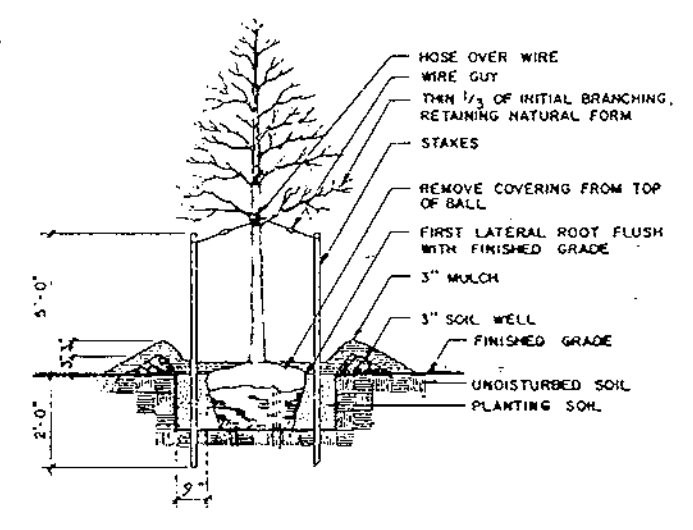 HOSE OVER WIRE
WIRE GUY
THIN 1/3 OF INITIAL BRANCHING,
RETAINING NATURAL FORM
STAKES
REMOVE COVERING FROM TOP
OF BALL
FIRST LATERAL ROOT FLUSH
WITH FINISHED GRADE
3" MULCH
3" SOIL WELL
FINISHED GRADE
UNDISTURBED SOIL
PLANTING SOIL
5'-0"
3"
3"
2'-0"
9"